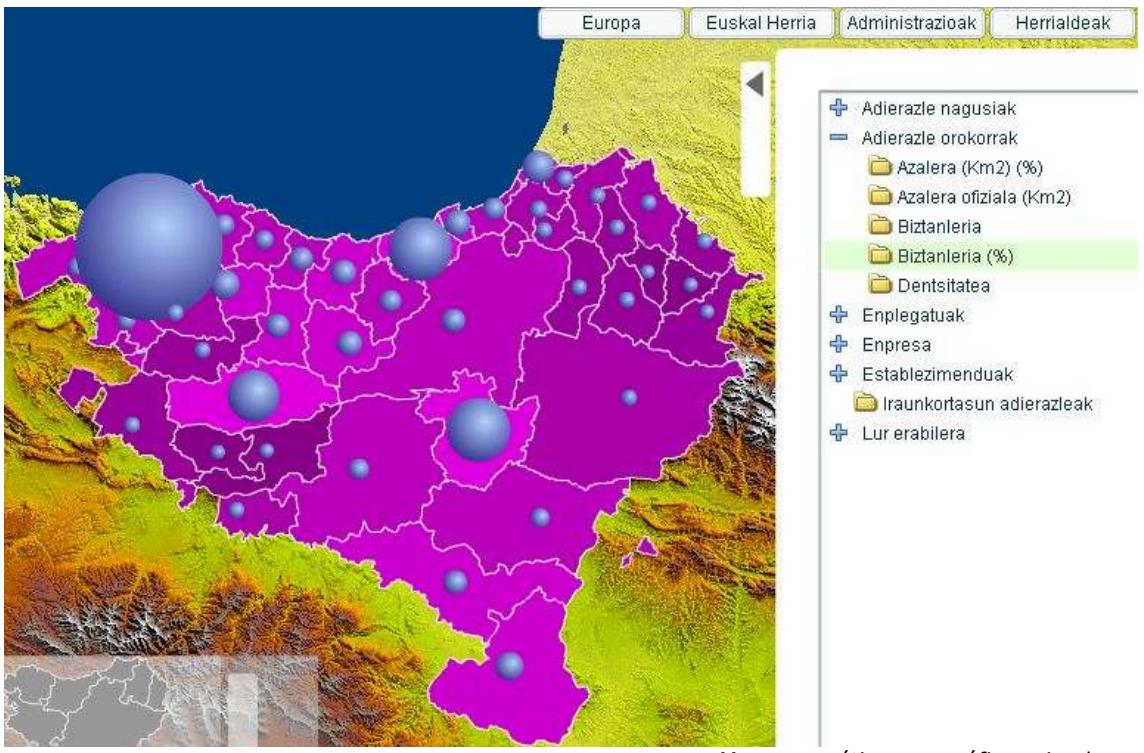 Europa
Euskal Herria
Administrazioak
Herrialdeak
Adierazle nagusiak
Adierazle orokorrak
Azalera (Km2) (%)
Azalera ofiziala (Km2)
Biztanleria
Biztanleria (%)
Dentsitatea
Enplegatuak
Enpresa
Establezimenduak
Iraunkortasun adierazleak
Lur erabilera